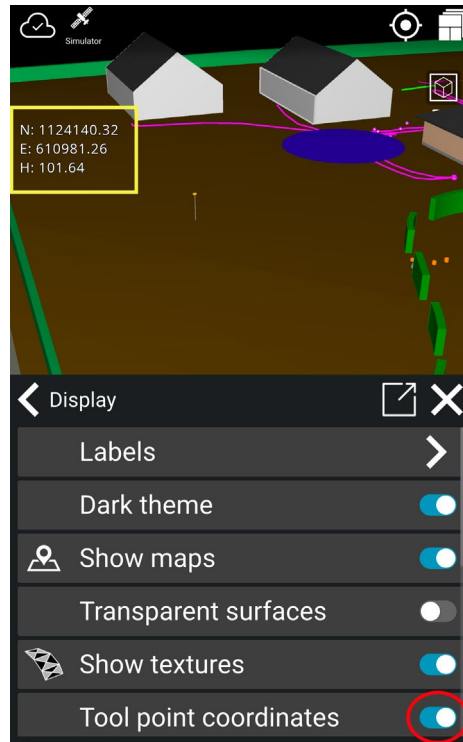 Simulator
N: 1124140.32
E: 610981.26
H: 101.64
Display
Labels
Dark theme
Show maps
Transparent surfaces
Show textures
Tool point coordinates